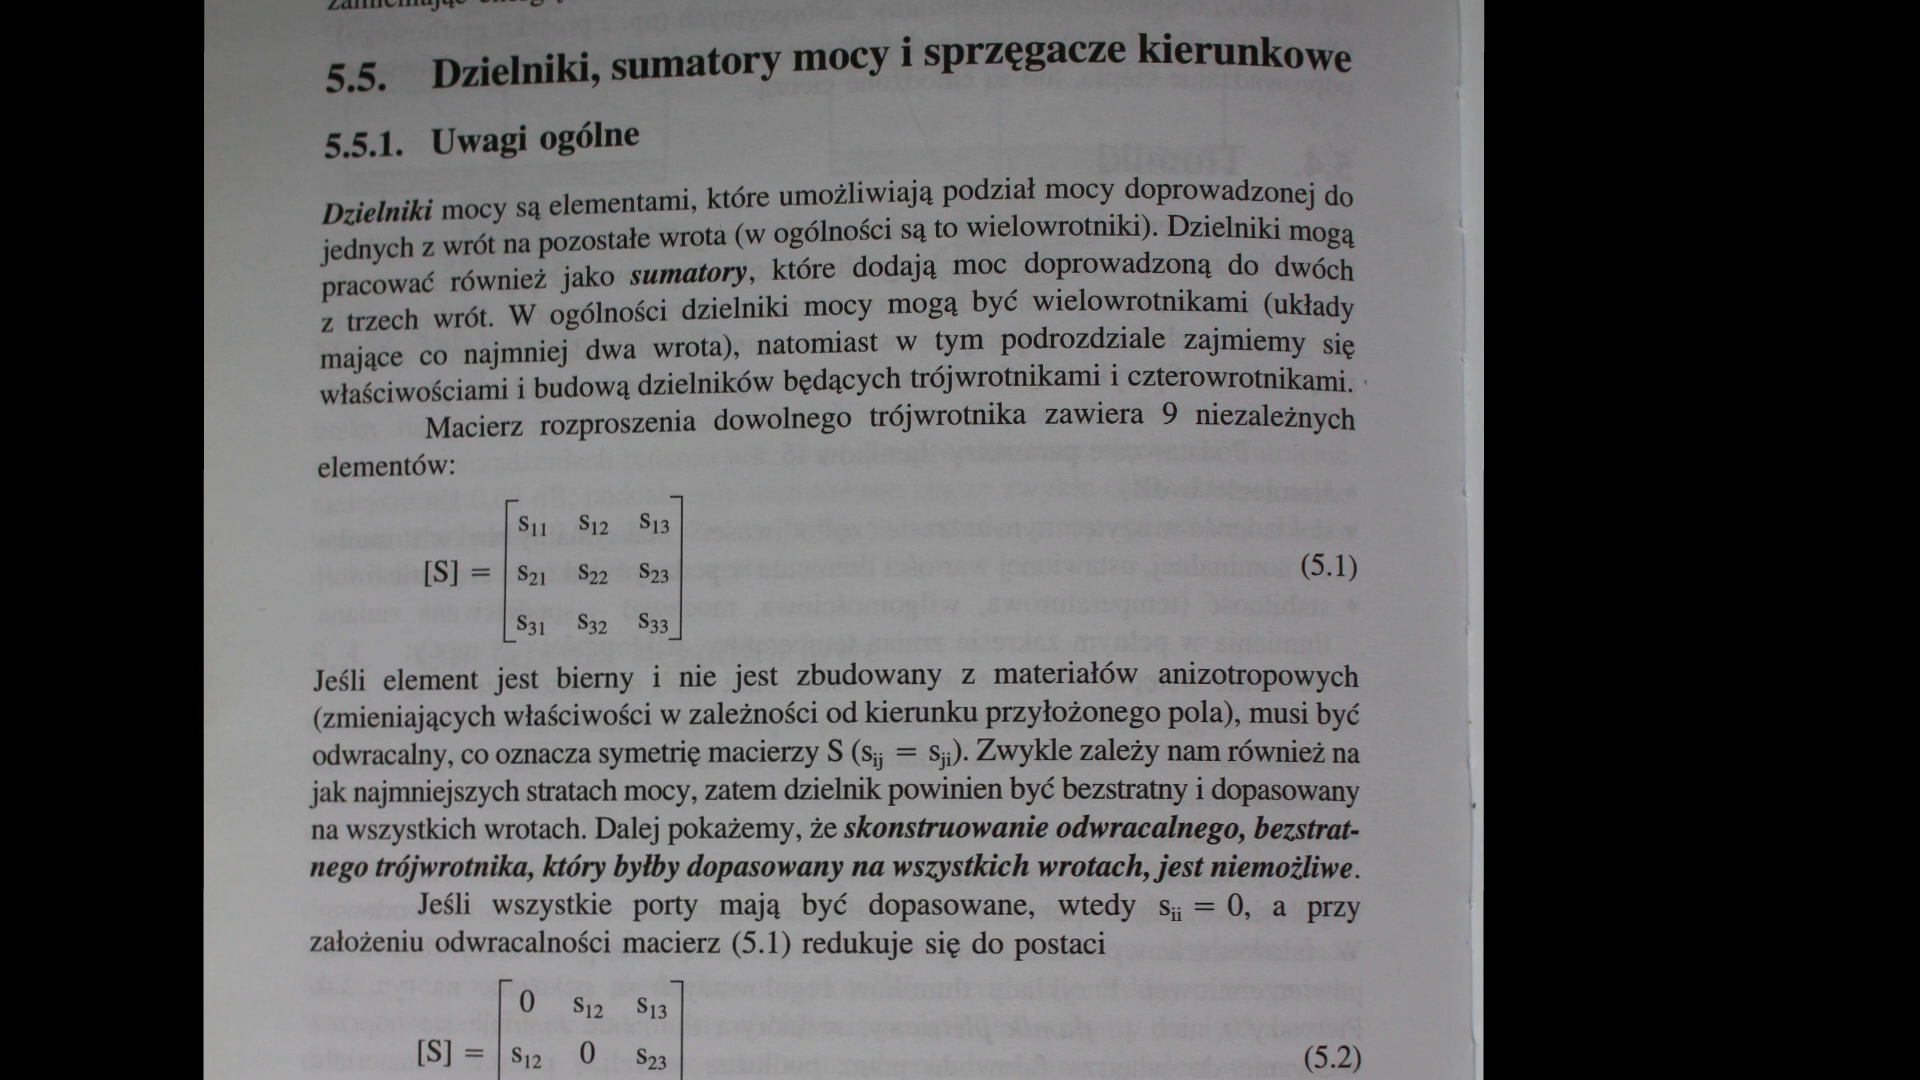 5.5. Dzielniki, sumatory mocy i sprzęgacze kierunkowe
5.5.1. Uwagi ogólne
Dzielniki mocy są elementami, które umożliwiają podział mocy doprowadzonej do
jednych z wrót na pozostałe wrota (w ogólności są to wielowrotniki). Dzielniki mogą
pracować również jako sumatory, które dodają moc doprowadzoną do dwóch
z trzech wrót. W ogólności dzielniki mocy mogą być wielowrotnikami (układy
mające co najmniej dwa wrota), natomiast w tym podrozdziale zajmiemy się
właściwościami i budową dzielników będących trójwrotnikami i czterowrotnikami.
Macierz rozproszenia dowolnego trójwrotnika zawiera 9 niezależnych
elementów:
s11 s12 s13
[S] = s21 s22 s23 (5.1)
s31 s32 s33
Jeśli element jest bierny i nie jest zbudowany z materiałów anizotropowych
(zmieniających właściwości w zależności od kierunku przyłożonego pola), musi być
odwracalny, co oznacza symetrię macierzy S (sij = sji). Zwykle zależy nam również na
jak najmniejszych stratach mocy, zatem dzielnik powinien być bezstratny i dopasowany
na wszystkich wrotach. Dalej pokażemy, że skonstruowanie odwracalnego, bezstrat-
nego trójwrotnika, który byłby dopasowany na wszystkich wrotach, jest niemożliwe.
Jeśli wszystkie porty mają być dopasowane, wtedy sii = 0, a przy
założeniu odwracalności macierz (5.1) redukuje się do postaci
0 s12 s13
[S] = s12 0 s23 (5.2)